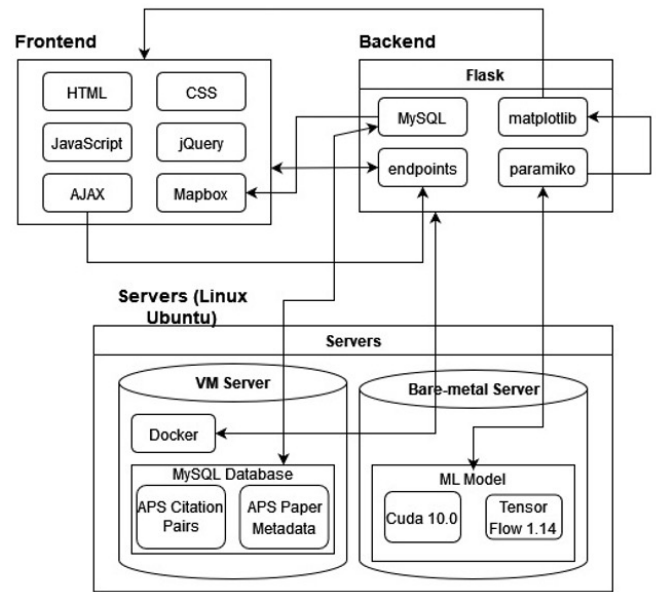 Frontend
HTML
CSS
JavaScript
jQuery
AJAX
Mapbox
Backend
Flask
MySQL
matplotlib
endpoints
paramiko
Servers (Linux
Ubuntu)
Servers
VM Server
Docker
MySQL Database
APS Citation
Pairs
APS Paper
Metadata
Bare-metal Server
ML Model
Cuda 10.0
Tensor
Flow 1.14